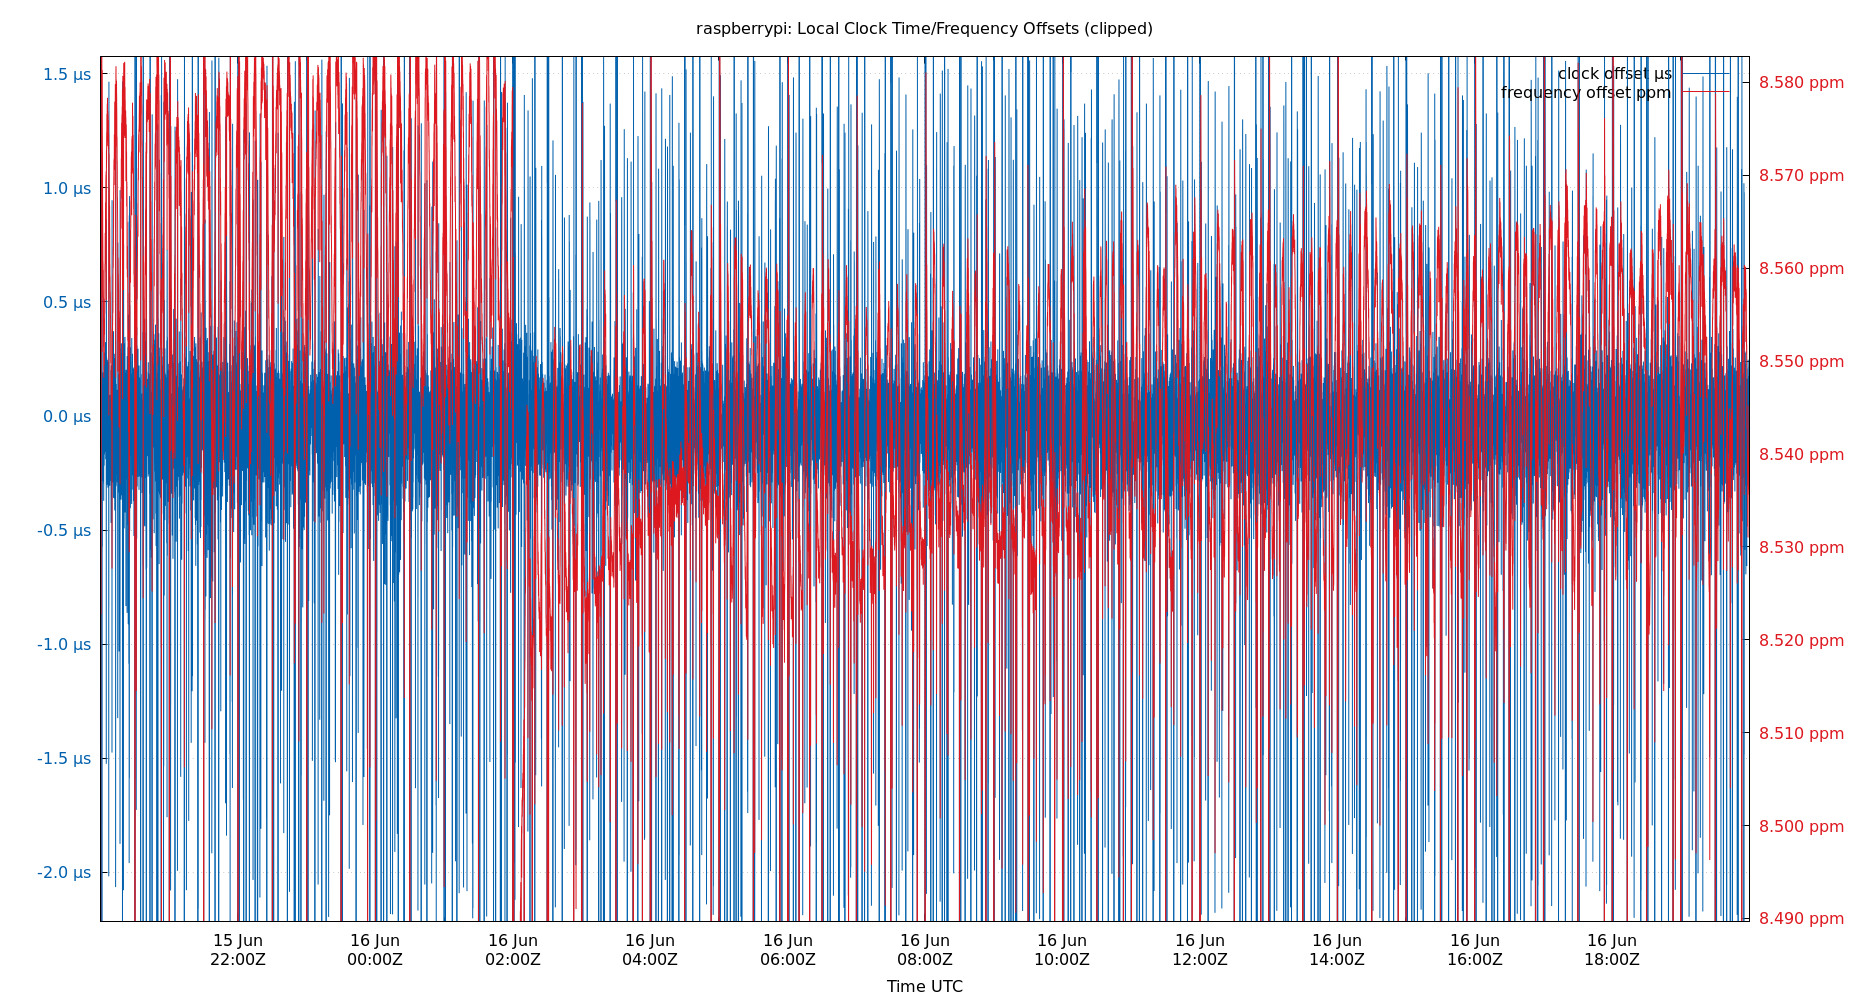 raspberrypi: Local Clock Time/Frequency Offsets (clipped)
clock offset µs
frequency offset ppm
1.5 µs
1.0 µs
0.5 µs
0.0 µs
-0.5 µs
-1.0 µs
-1.5 µs
-2.0 µs
8.580 ppm
8.570 ppm
8.560 ppm
8.550 ppm
8.540 ppm
8.530 ppm
8.520 ppm
8.510 ppm
8.500 ppm
8.490 ppm
15 Jun 16 Jun 16 Jun 16 Jun 16 Jun 16 Jun 16 Jun 16 Jun 16 Jun 16 Jun 16 Jun
22:00Z 00:00Z 02:00Z 04:00Z 06:00Z 08:00Z 10:00Z 12:00Z 14:00Z 16:00Z 18:00Z
Time UTC